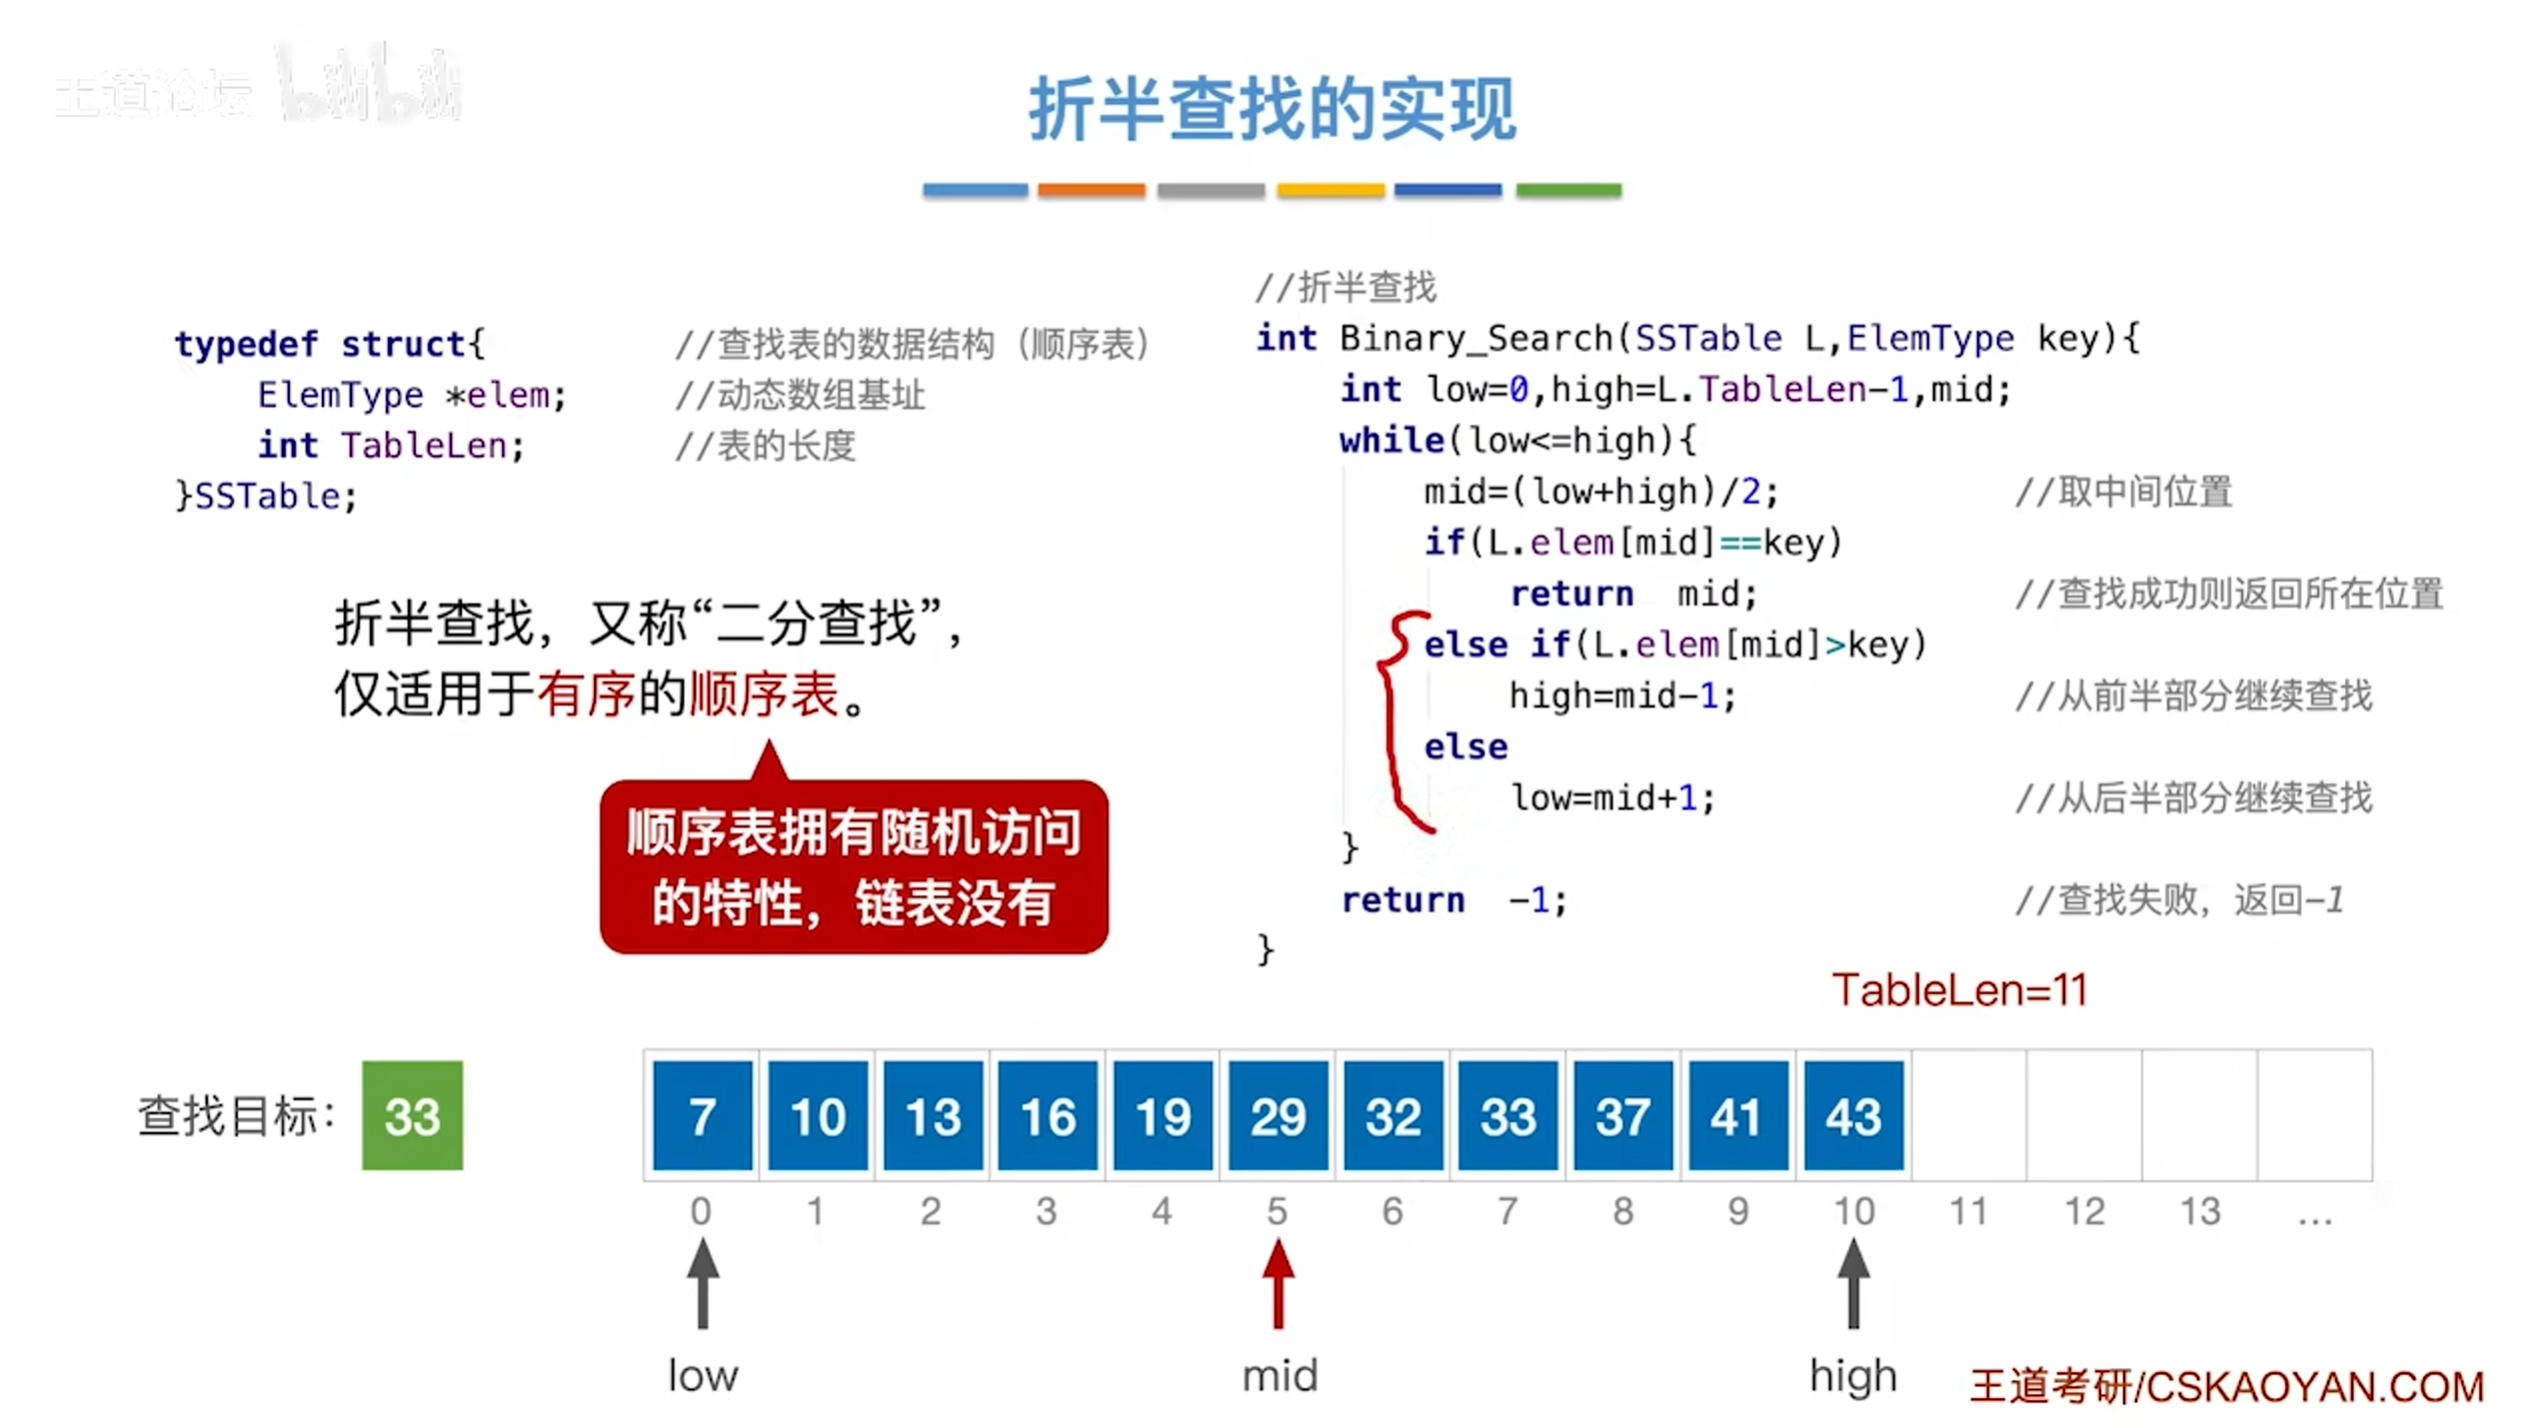 王道论坛 bilibili
折半查找的实现
typedef struct{ //查找表的数据结构（顺序表）
ElemType *elem; //动态数组基址
int TableLen; //表的长度
}SSTable;
折半查找，又称“二分查找”，
仅适用于有序的顺序表。
顺序表拥有随机访问
的特性，链表没有
//折半查找
int Binary_Search(SSTable L,ElemType key){
int low=0,high=L.TableLen-1,mid;
while(low<=high){
mid=(low+high)/2; //取中间位置
if(L.elem[mid]==key)
return mid; //查找成功则返回所在位置
else if(L.elem[mid]>key)
high=mid-1; //从前半部分继续查找
else
low=mid+1; //从后半部分继续查找
}
return -1; //查找失败，返回-1
}
TableLen=11
查找目标： 33 7 10 13 16 19 29 32 33 37 41 43
0 1 2 3 4 5 6 7 8 9 10 11 12 13 ...
low mid high
王道考研/CSKAOYAN.COM